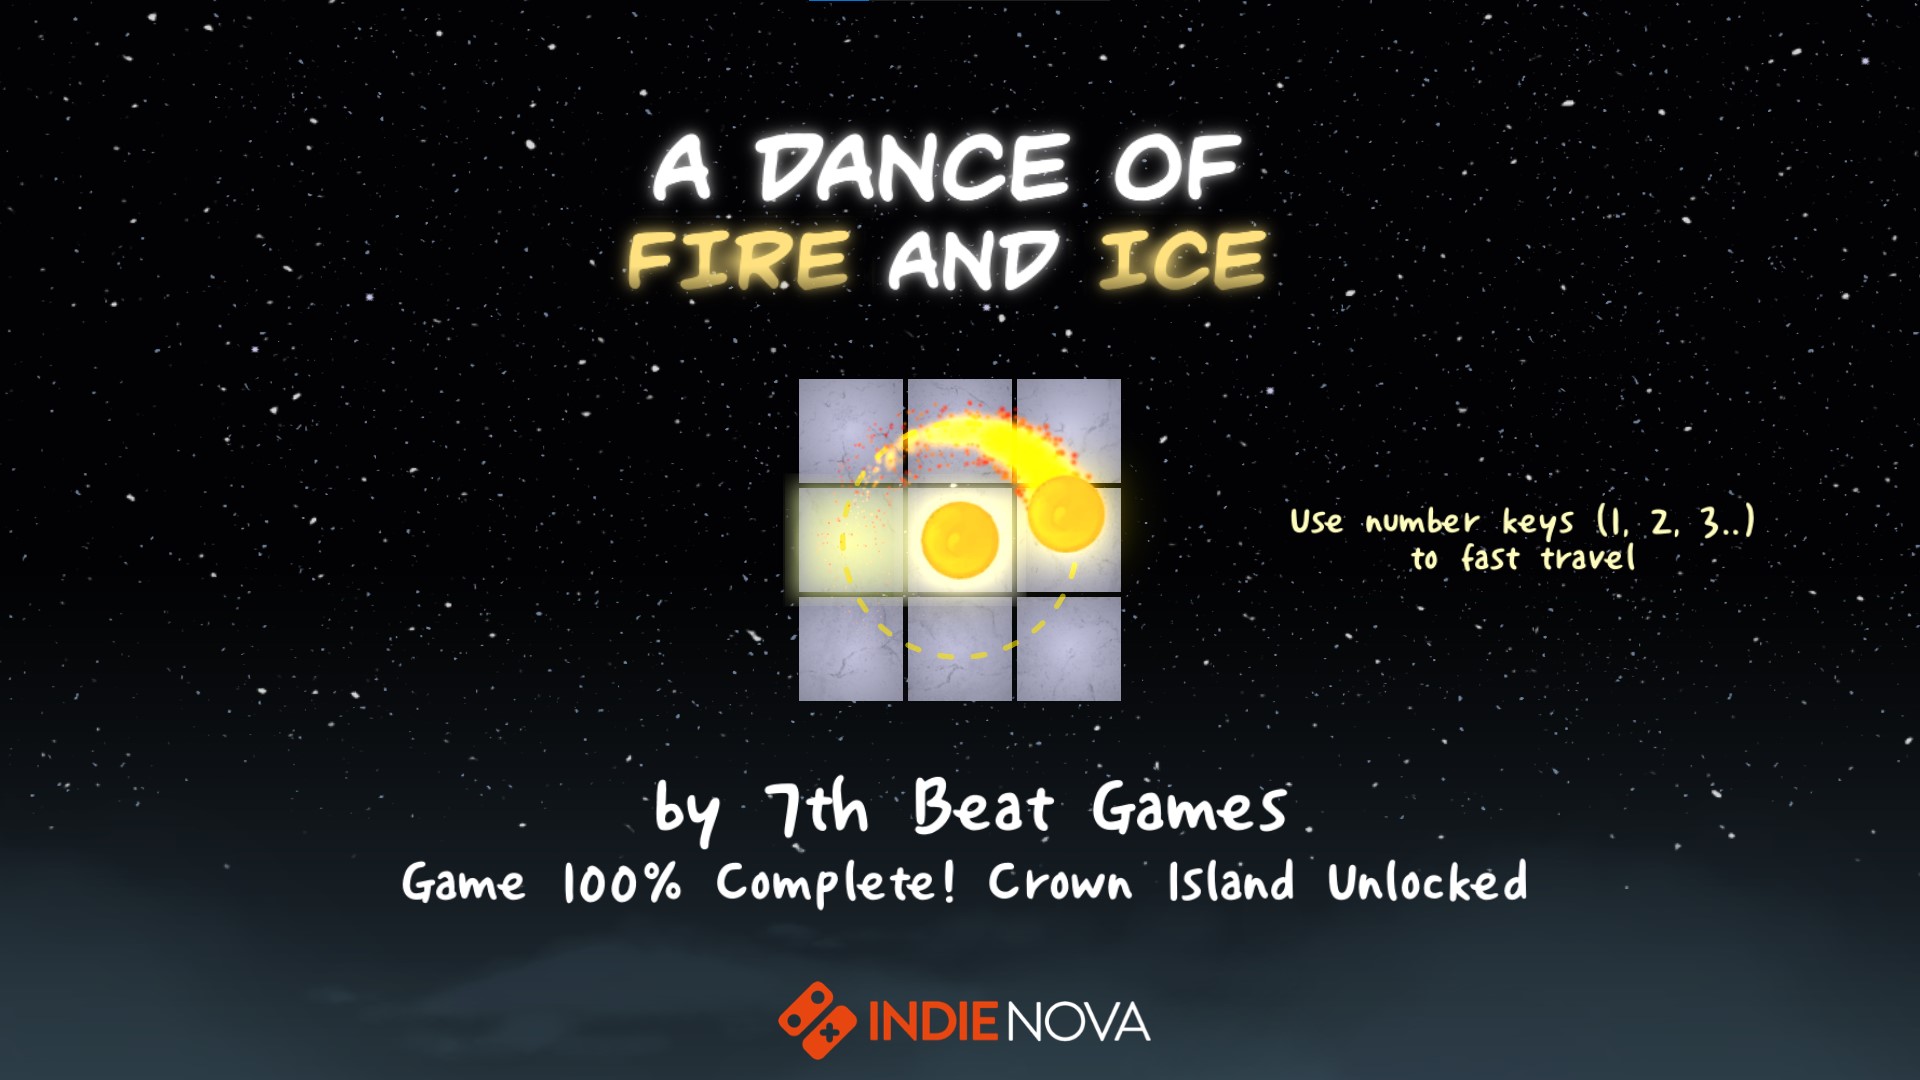 A DANCE OF
FIRE AND ICE
Use number keys (1, 2, 3..)
to fast travel
by 7th Beat Games
Game 100% Complete! Crown Island Unlocked
INDIENOVA